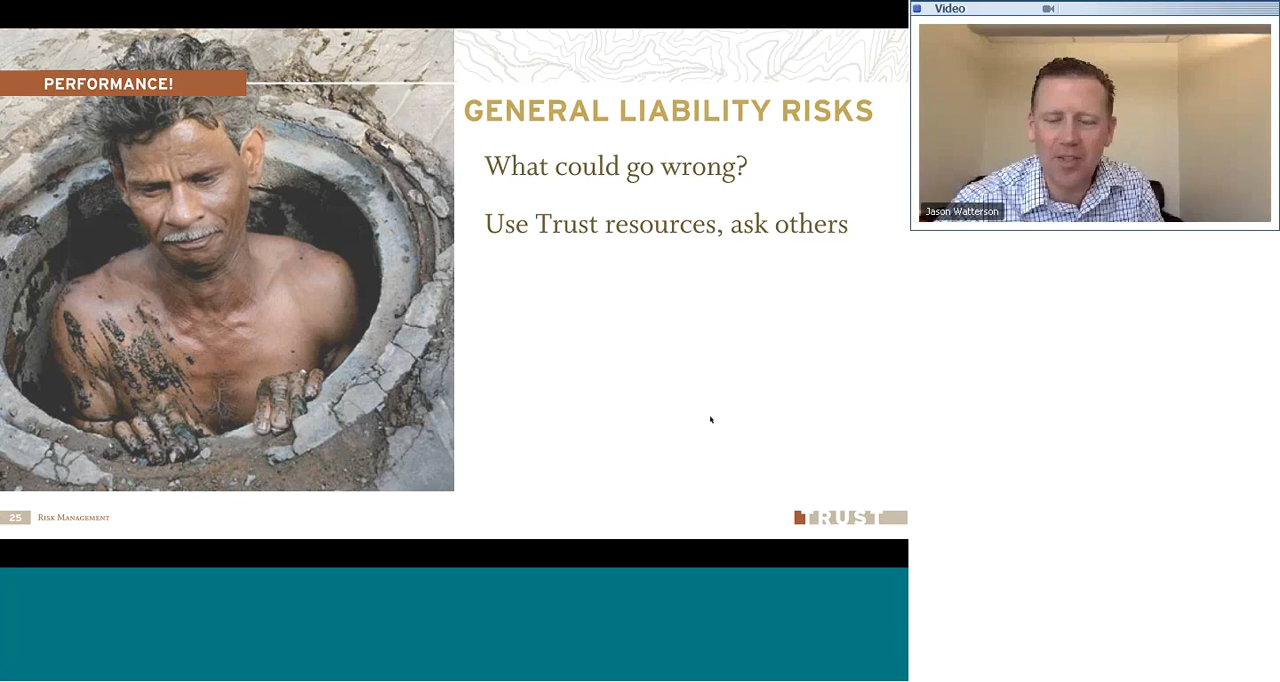 PERFORMANCE!
GENERAL LIABILITY RISKS
What could go wrong?
Use Trust resources, ask others
25 Risk Management
TRUST
Video
Jason Watterson